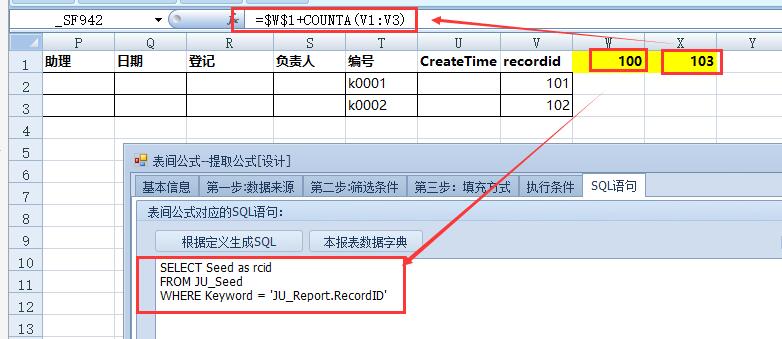 _SF942 fx =$W$1+COUNTA(V1:V3)
P Q R S T U V W X Y
1 助理 日期 登记 负责人 编号 CreateTime recordid 100 103
2 k0001 101
3 k0002 102
4
5
6
7
8
9
10
11
12
13
表间公式--提取公式[设计]
基本信息 第一步:数据来源 第二步:筛选条件 第三步：填充方式 执行条件 SQL语句
表间公式对应的SQL语句:
根据定义生成SQL 本报表数据字典
SELECT Seed as rcid
FROM JU_Seed
WHERE Keyword = 'JU_Report.RecordID'